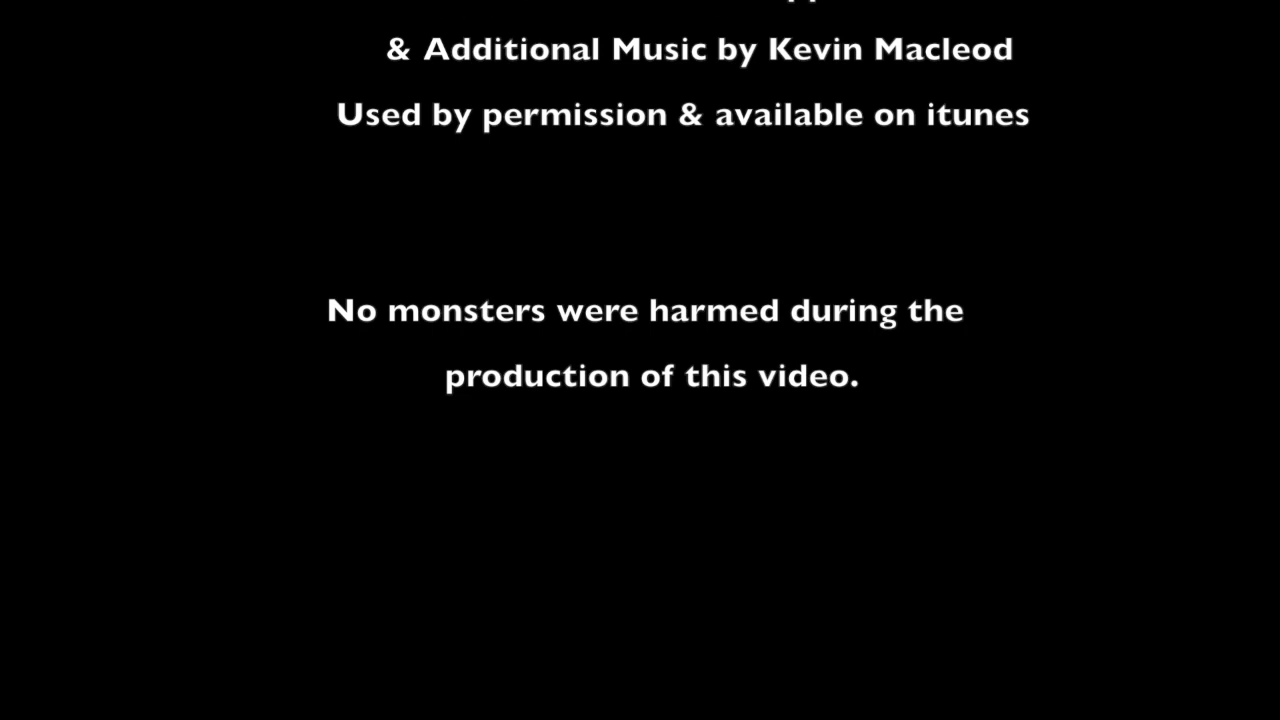 & Additional Music by Kevin Macleod
Used by permission & available on itunes
No monsters were harmed during the
production of this video.